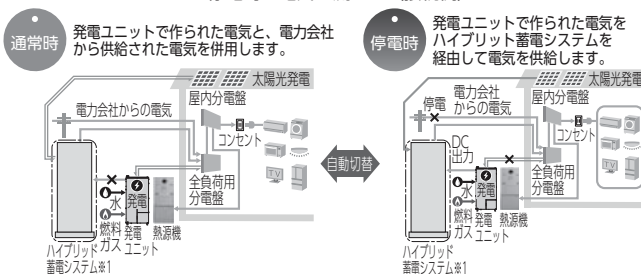 通常時
発電ユニットで作られた電気と、電力会社
から供給された電気を併用します。
太陽光発電
電力会社からの電気
屋内分電盤
コンセント
TV
全負荷用
分電盤
発電
水
燃料
ガス
発電
ユニット
熱源機
ハイブリッド
蓄電システム※1
自動切替
停電時
発電ユニットで作られた電気を
ハイブリット蓄電システムを
経由して電気を供給します。
太陽光発電
停電
電力会社
からの電気
屋内分電盤
コンセント
TV
DC
出力
全負荷用
分電盤
発電
水
燃料
ガス
発電
ユニット
熱源機
ハイブリッド
蓄電システム※1